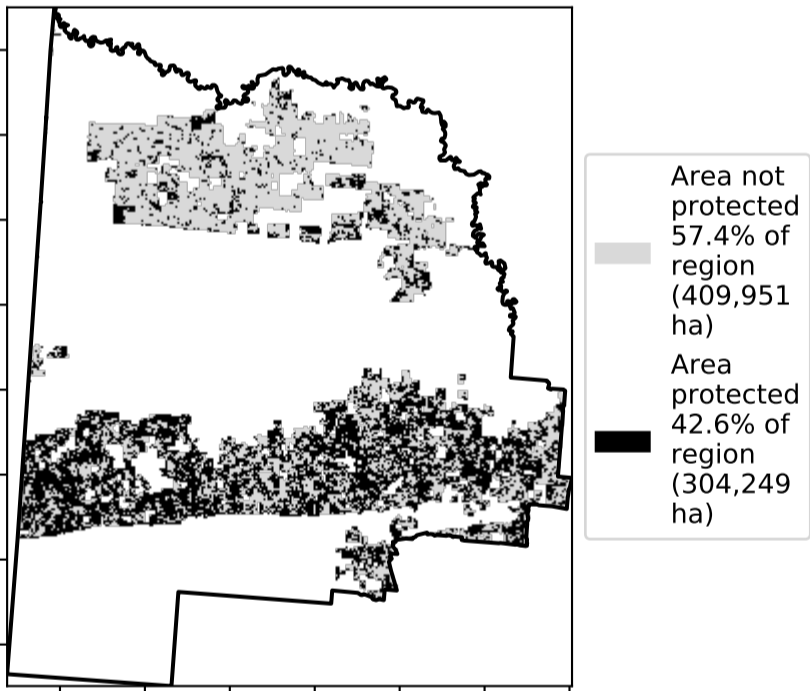 Area not
protected
57.4% of
region
(409,951
ha)
Area
protected
42.6% of
region
(304,249
ha)